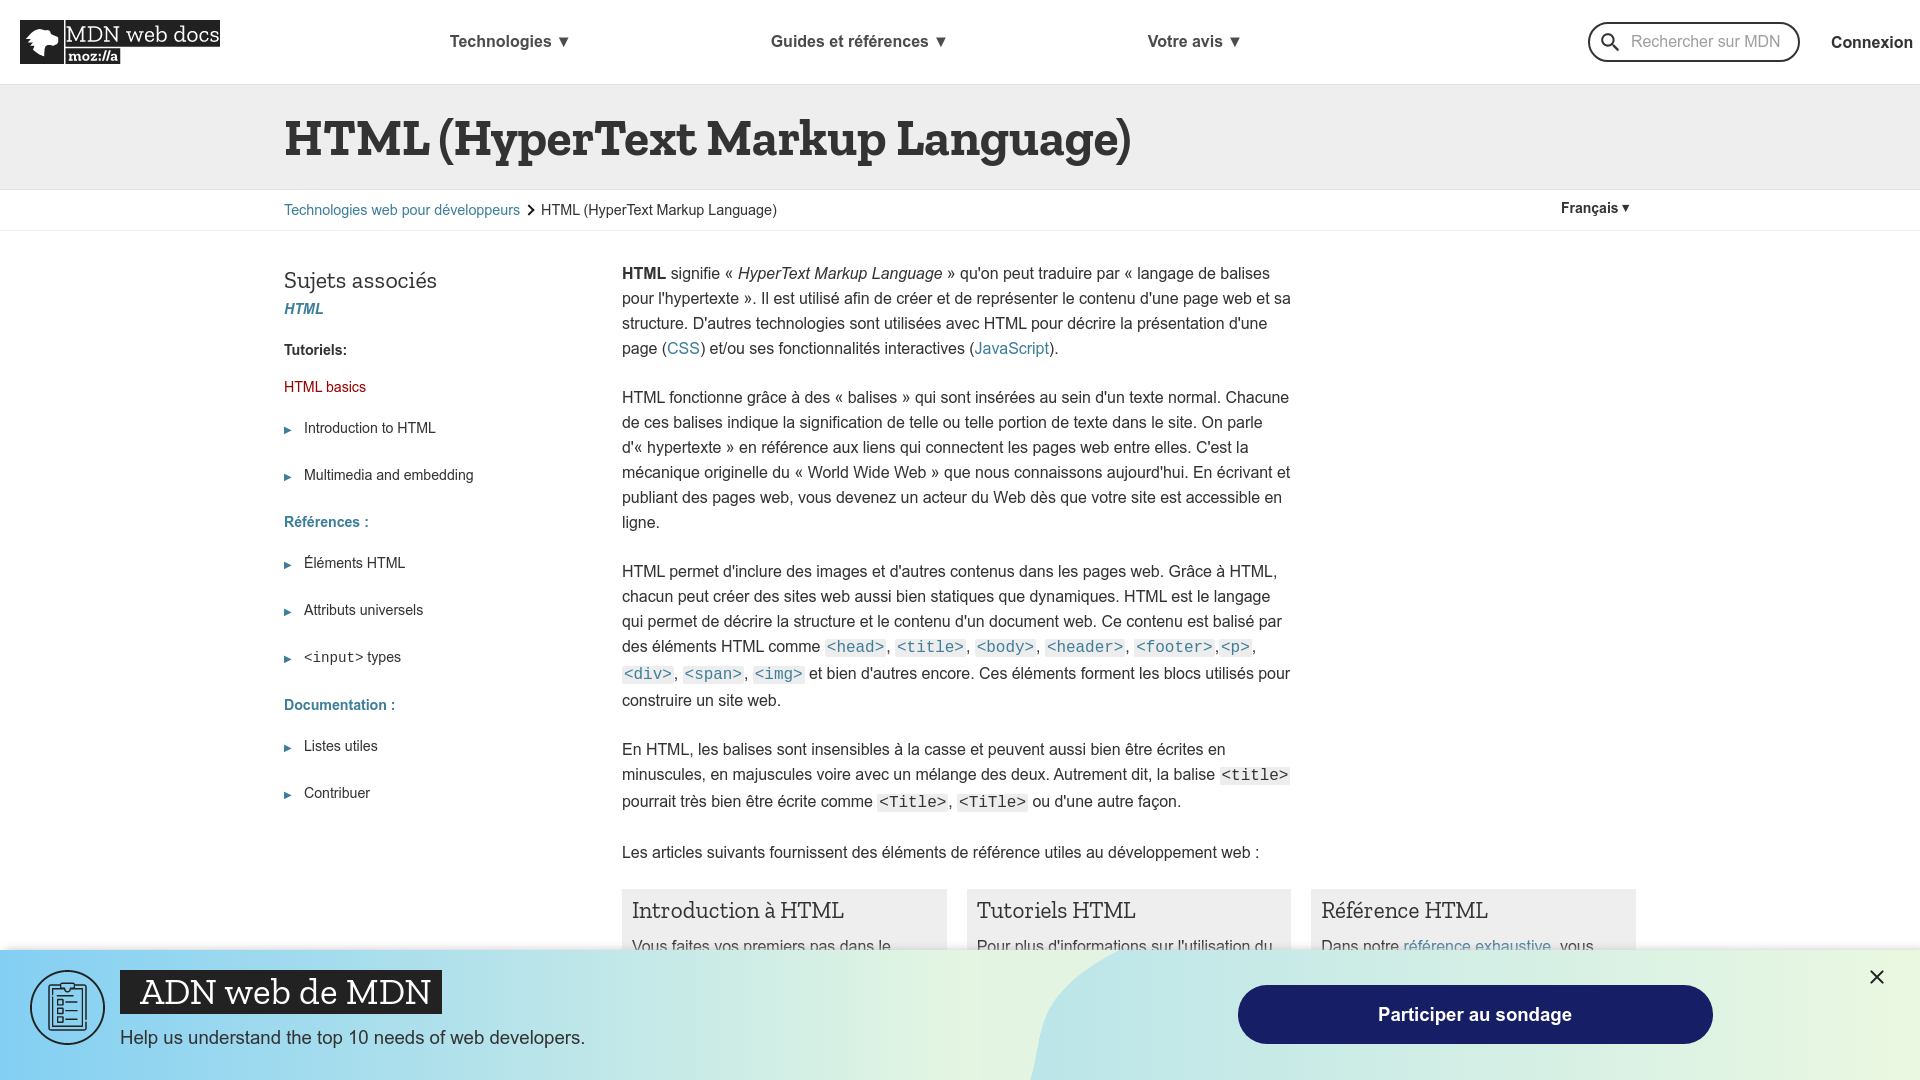 MDN web docs
moz://a
Technologies ▼
Guides et références ▼
Votre avis ▼
Rechercher sur MDN
Connexion
HTML (HyperText Markup Language)
Technologies web pour développeurs
HTML (HyperText Markup Language)
Français ▼
Sujets associés
HTML
Tutoriels:
HTML basics
Introduction to HTML
Multimedia and embedding
Références :
Éléments HTML
Attributs universels
<input> types
Documentation :
Listes utiles
Contribuer
HTML signifie « HyperText Markup Language » qu'on peut traduire par « langage de balises
pour l'hypertexte ». Il est utilisé afin de créer et de représenter le contenu d'une page web et sa
structure. D'autres technologies sont utilisées avec HTML pour décrire la présentation d'une
page (CSS) et/ou ses fonctionnalités interactives (JavaScript).
HTML fonctionne grâce à des « balises » qui sont insérées au sein d'un texte normal. Chacune
de ces balises indique la signification de telle ou telle portion de texte dans le site. On parle
d'« hypertexte » en référence aux liens qui connectent les pages web entre elles. C'est la
mécanique originelle du « World Wide Web » que nous connaissons aujourd'hui. En écrivant et
publiant des pages web, vous devenez un acteur du Web dès que votre site est accessible en
ligne.
HTML permet d'inclure des images et d'autres contenus dans les pages web. Grâce à HTML,
chacun peut créer des sites web aussi bien statiques que dynamiques. HTML est le langage
qui permet de décrire la structure et le contenu d'un document web. Ce contenu est balisé par
des éléments HTML comme <head>, <title>, <body>, <header>, <footer>,<p>,
<div>, <span>, <img> et bien d'autres encore. Ces éléments forment les blocs utilisés pour
construire un site web.
En HTML, les balises sont insensibles à la casse et peuvent aussi bien être écrites en
minuscules, en majuscules voire avec un mélange des deux. Autrement dit, la balise <title>
pourrait très bien être écrite comme <Title>, <TiTle> ou d'une autre façon.
Les articles suivants fournissent des éléments de référence utiles au développement web :
Introduction à HTML
Vous faites vos premiers pas dans le
Tutoriels HTML
Pour plus d'informations sur l'utilisation du
Référence HTML
Dans notre référence exhaustive, vous
ADN web de MDN
Help us understand the top 10 needs of web developers.
Participer au sondage